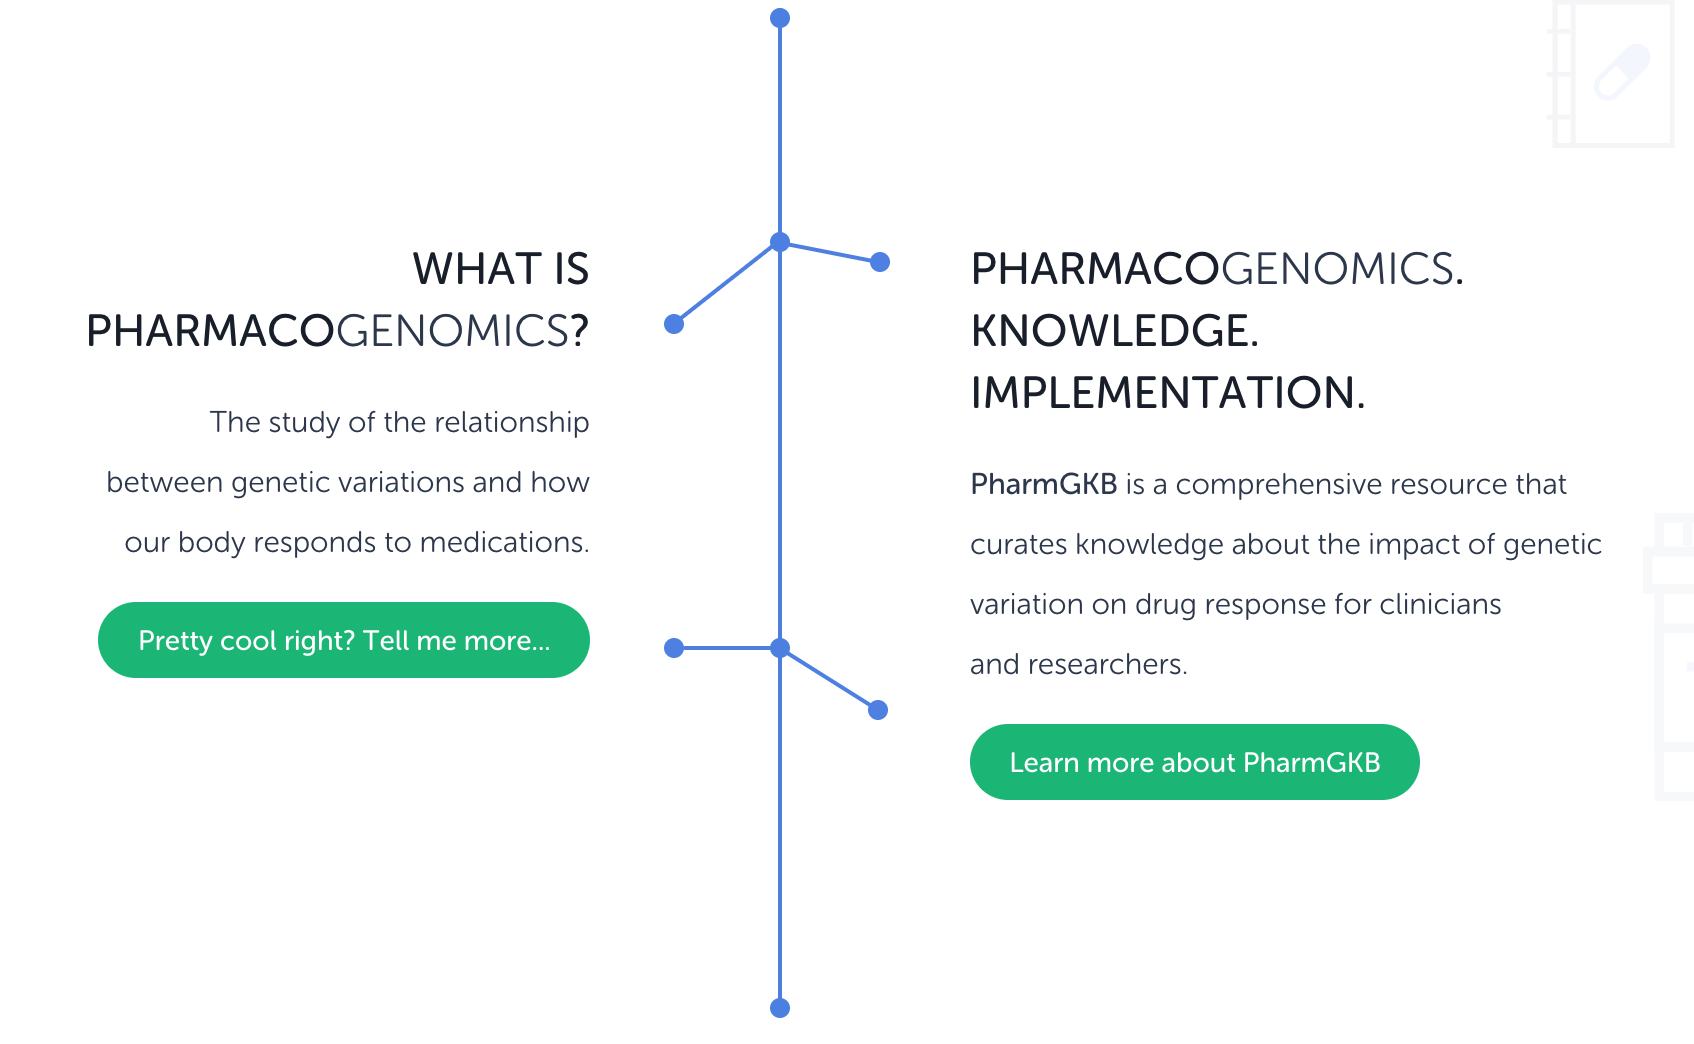 WHAT IS
PHARMACOGENOMICS?
The study of the relationship
between genetic variations and how
our body responds to medications.
Pretty cool right? Tell me more...
PHARMACOGENOMICS.
KNOWLEDGE.
IMPLEMENTATION.
PharmGKB is a comprehensive resource that
curates knowledge about the impact of genetic
variation on drug response for clinicians
and researchers.
Learn more about PharmGKB